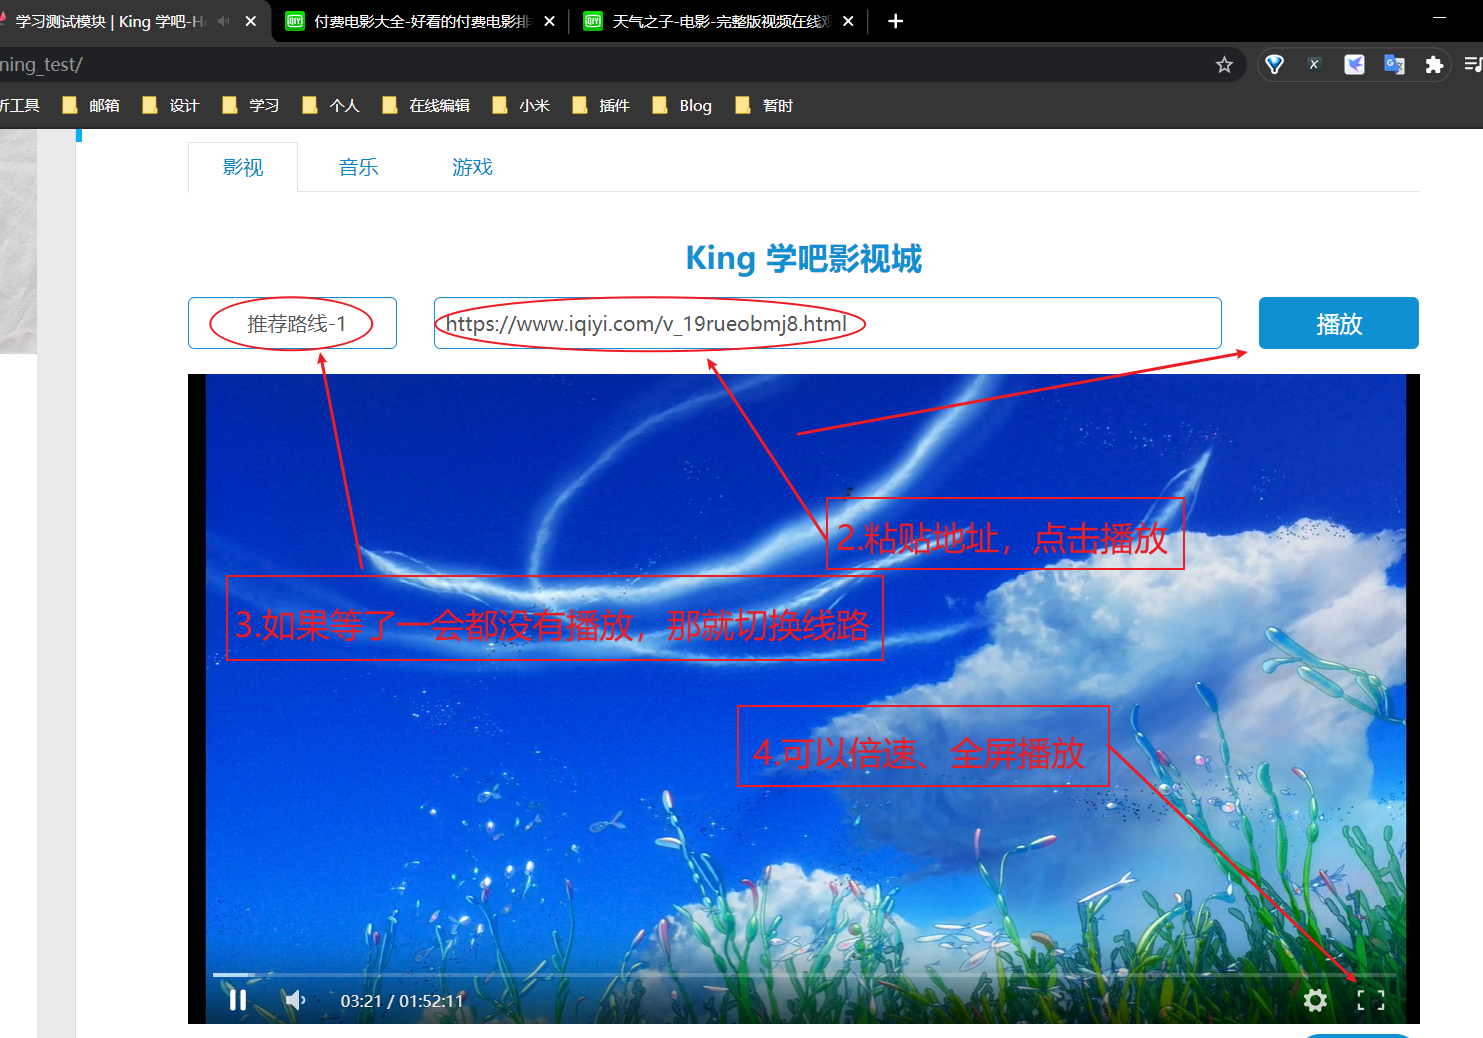 学习测试模块 | King 学吧-H
付费电影大全-好看的付费电影排
天气之子-电影-完整版视频在线观
ning_test/
析工具
邮箱
设计
学习
个人
在线编辑
小米
插件
Blog
暂时
影视
音乐
游戏
King 学吧影视城
推荐路线-1
https://www.iqiyi.com/v_19rueobmj8.html
播放
2.粘贴地址，点击播放
3.如果等了一会都没有播放，那就切换线路
4.可以倍速、全屏播放
03:21 / 01:52:11